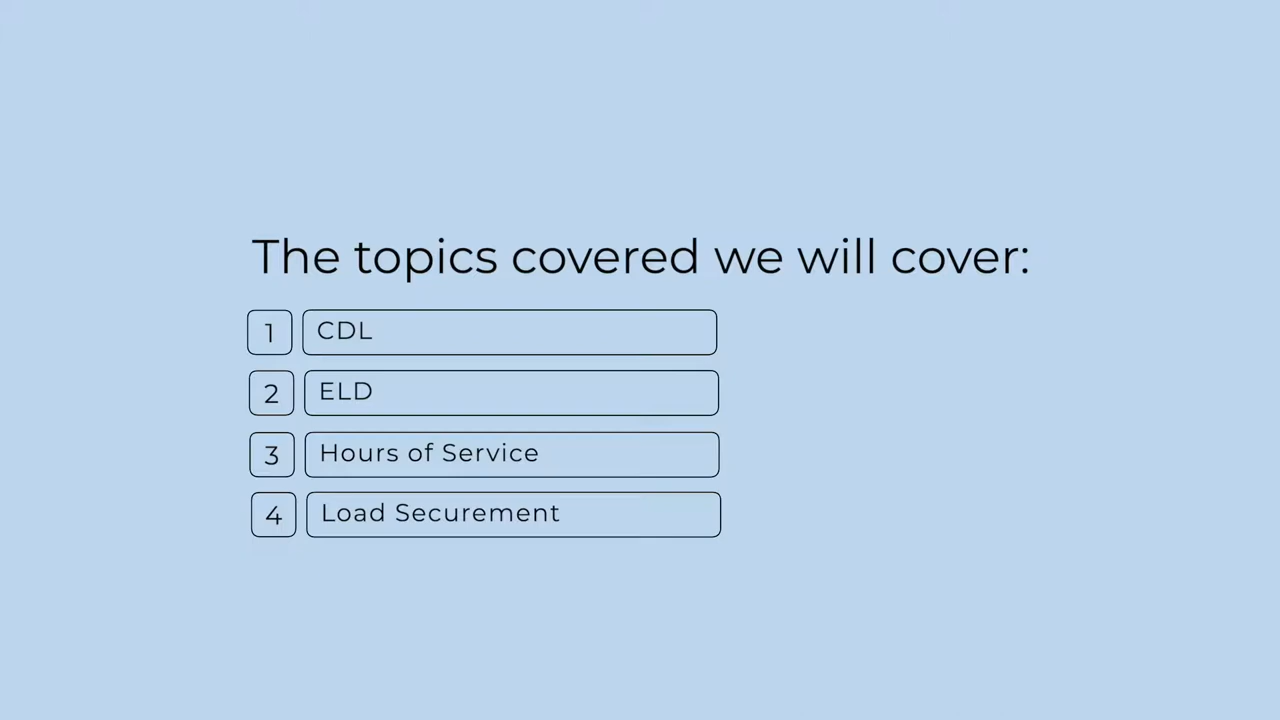 The topics covered we will cover:
1 CDL
2 ELD
3 Hours of Service
4 Load Securement